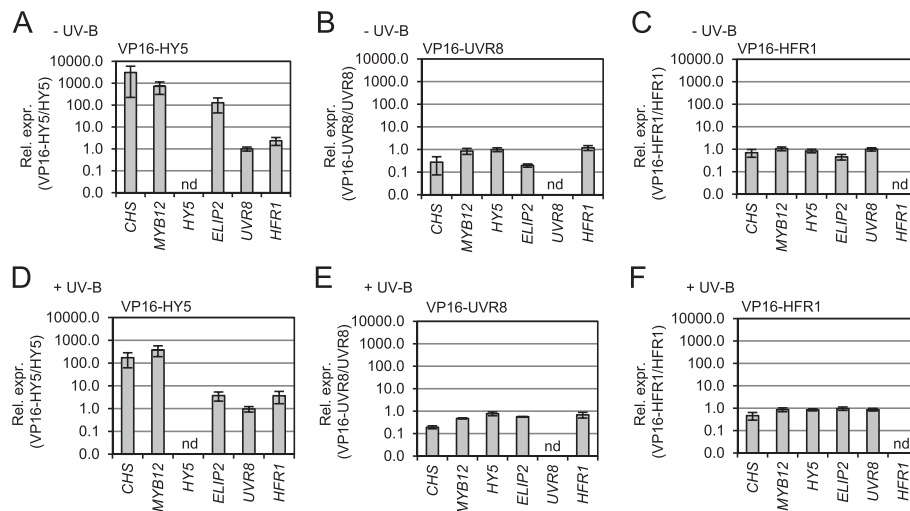 A
- UV-B
VP16-HY5
Rel. expr.
(VP16-HY5/HY5)
10000.0
1000.0
100.0
10.0
1.0
0.1
0.0
nd
CHS
MYB12
HY5
ELIP2
UVR8
HFR1
B
- UV-B
VP16-UVR8
Rel. expr.
(VP16-UVR8/UVR8)
10000.0
1000.0
100.0
10.0
1.0
0.1
0.0
nd
CHS
MYB12
HY5
ELIP2
UVR8
HFR1
C
- UV-B
VP16-HFR1
Rel. expr.
(VP16-HFR1/HFR1)
10000.0
1000.0
100.0
10.0
1.0
0.1
0.0
nd
CHS
MYB12
HY5
ELIP2
UVR8
HFR1
D
+ UV-B
VP16-HY5
Rel. expr.
(VP16-HY5/HY5)
10000.0
1000.0
100.0
10.0
1.0
0.1
0.0
nd
CHS
MYB12
HY5
ELIP2
UVR8
HFR1
E
+ UV-B
VP16-UVR8
Rel. expr.
(VP16-UVR8/UVR8)
10000.0
1000.0
100.0
10.0
1.0
0.1
0.0
nd
CHS
MYB12
HY5
ELIP2
UVR8
HFR1
F
+ UV-B
VP16-HFR1
Rel. expr.
(VP16-HFR1/HFR1)
10000.0
1000.0
100.0
10.0
1.0
0.1
0.0
nd
CHS
MYB12
HY5
ELIP2
UVR8
HFR1